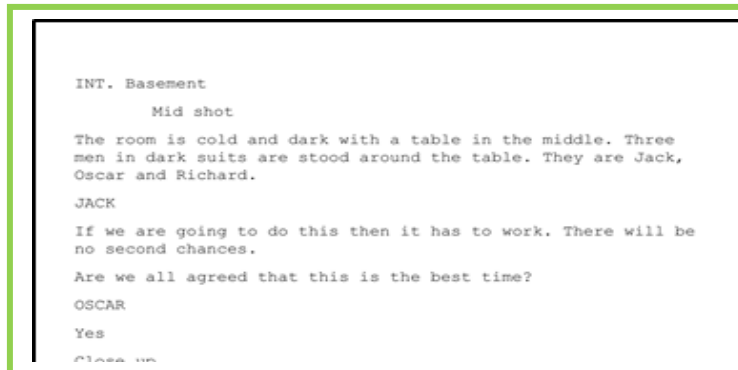 INT. Basement
Mid shot
The room is cold and dark with a table in the middle. Three
men in dark suits are stood around the table. They are Jack,
Oscar and Richard.
JACK
If we are going to do this then it has to work. There will be
no second chances.
Are we all agreed that this is the best time?
OSCAR
Yes
Close up